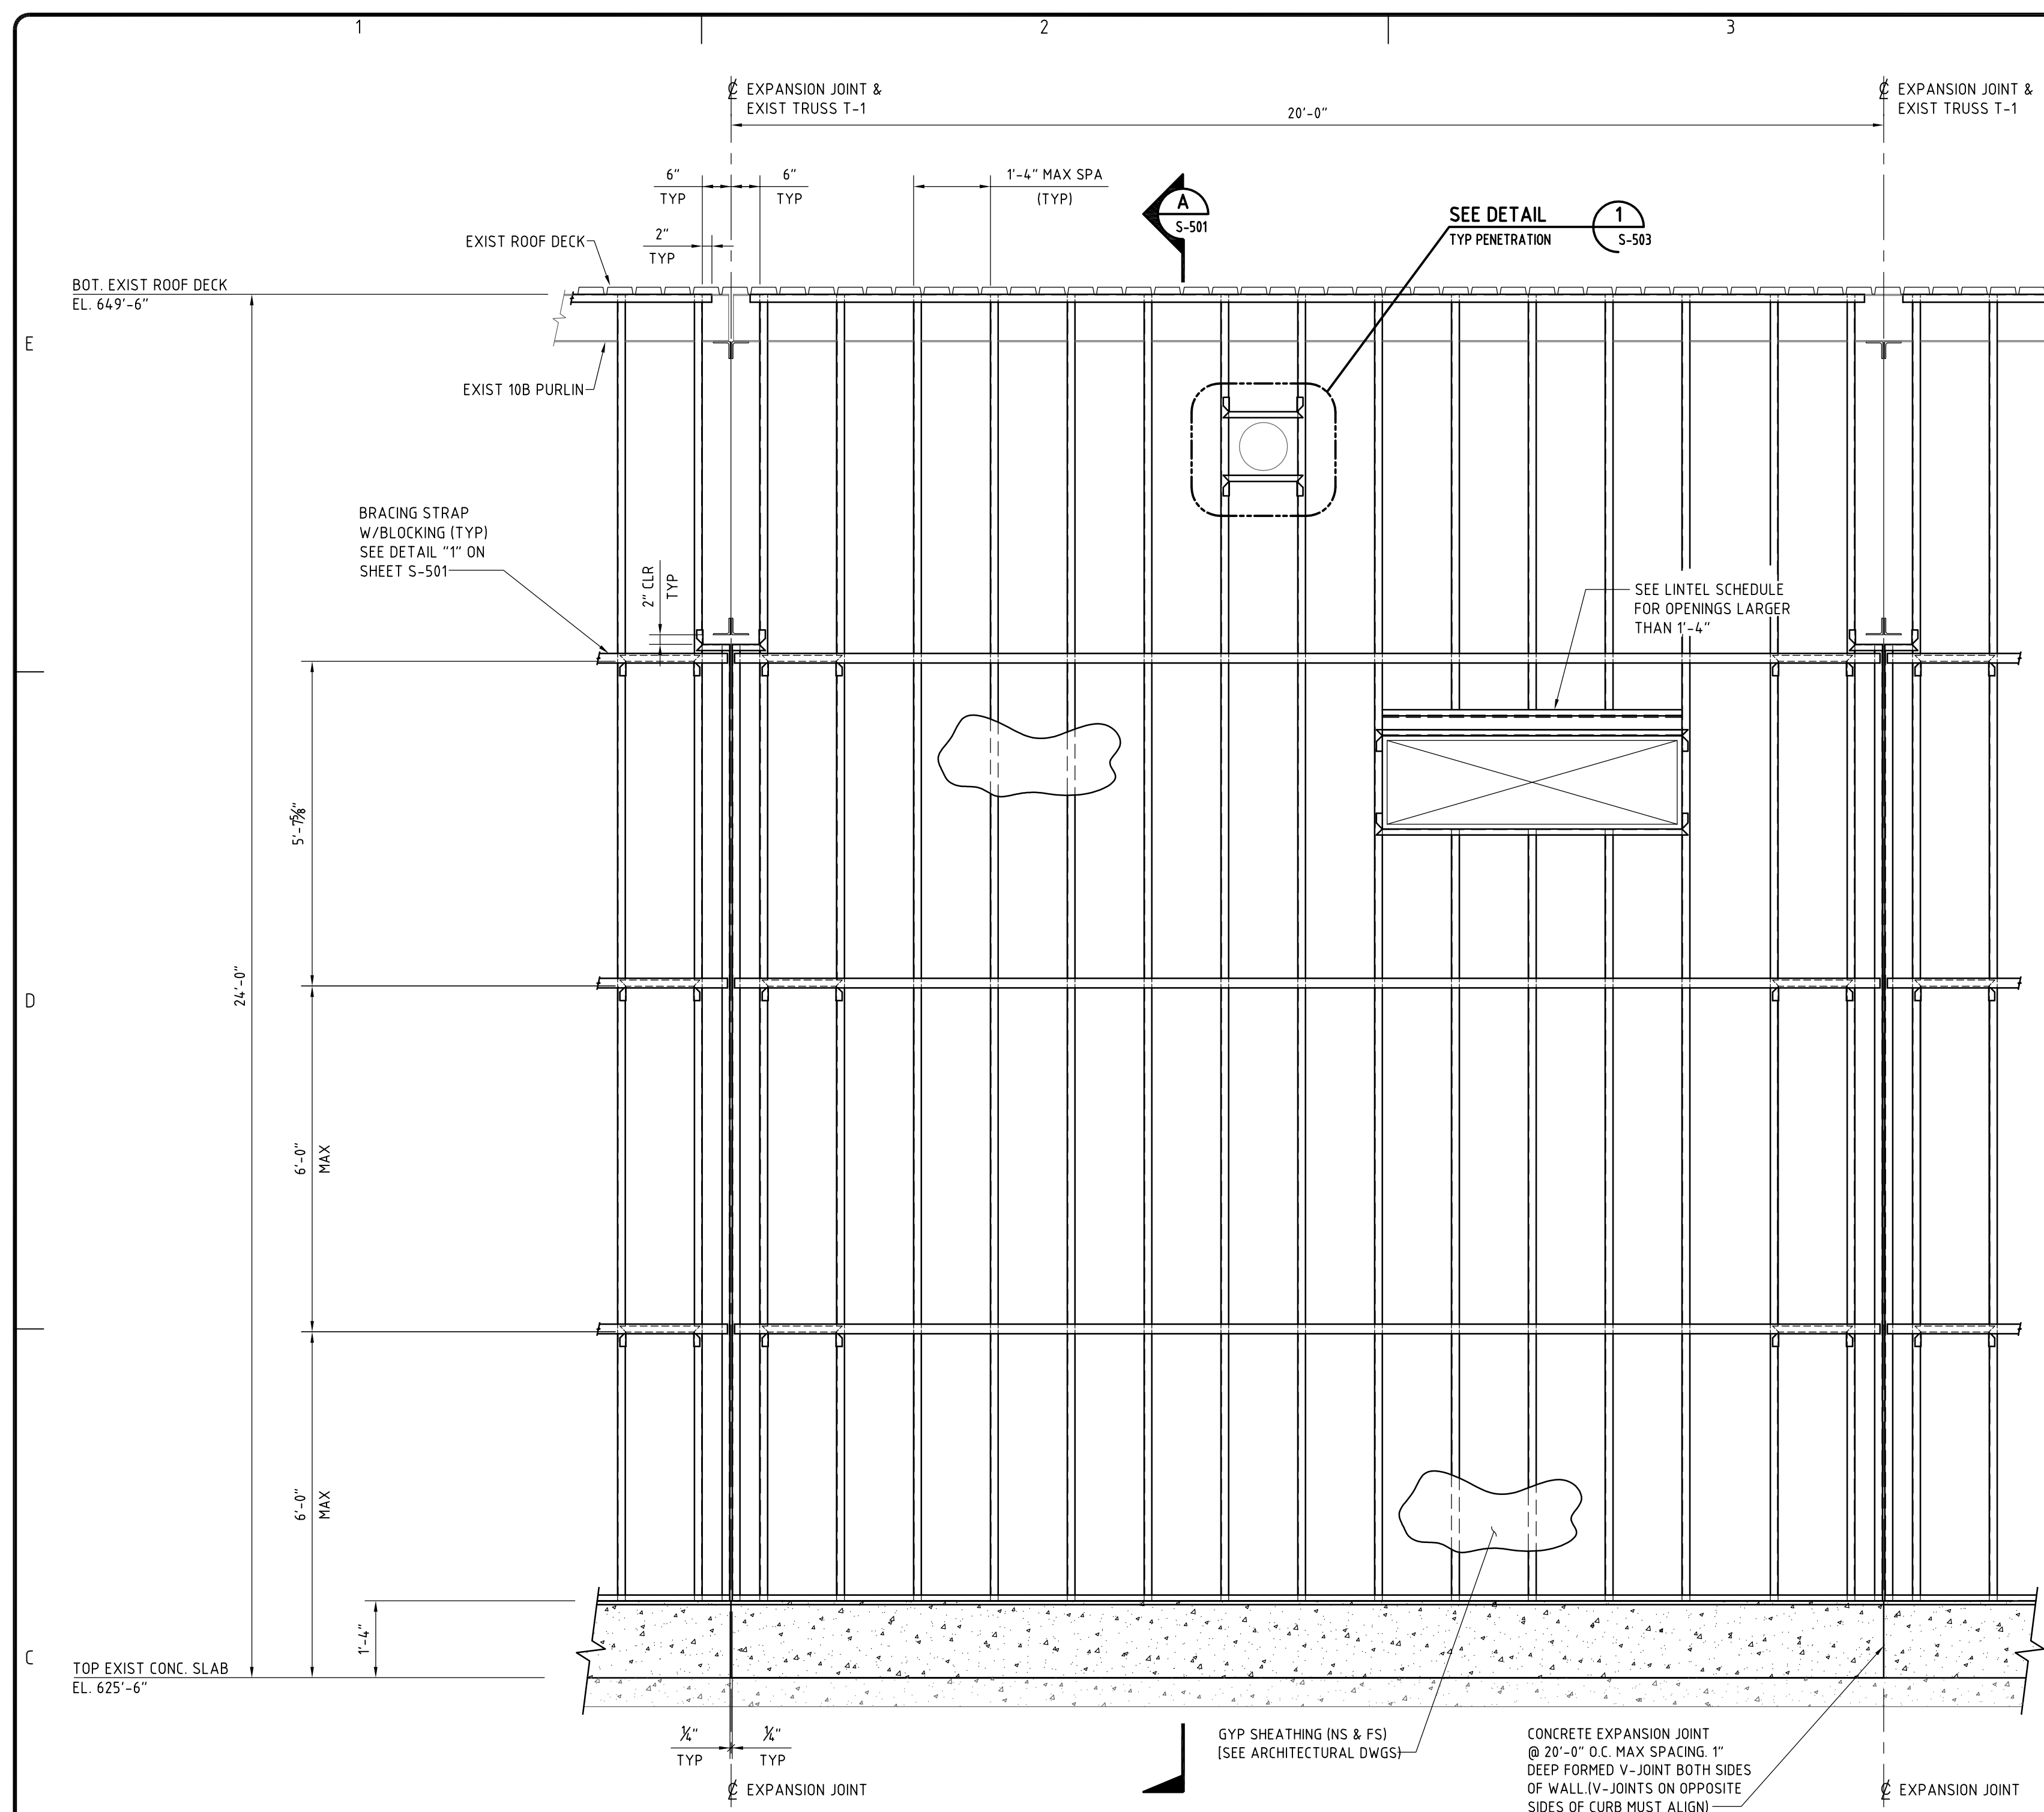 1
2
3
℄ EXPANSION JOINT &
EXIST TRUSS T-1
20'-0"
℄ EXPANSION JOINT &
EXIST TRUSS T-1
6"
TYP
6"
TYP
1'-4" MAX SPA
(TYP)
A
S-501
SEE DETAIL
TYP PENETRATION
1
S-503
EXIST ROOF DECK
2"
TYP
BOT. EXIST ROOF DECK
EL. 649'-6"
E
EXIST 10B PURLIN
BRACING STRAP
W/BLOCKING (TYP)
SEE DETAIL "1" ON
SHEET S-501
2" CLR
TYP
SEE LINTEL SCHEDULE
FOR OPENINGS LARGER
THAN 1'-4"
5'-7⅝"
24'-0"
D
6'-0"
MAX
6'-0"
MAX
1'-4"
C
TOP EXIST CONC. SLAB
EL. 625'-6"
¼"
TYP
¼"
TYP
℄ EXPANSION JOINT
GYP SHEATHING (NS & FS)
[SEE ARCHITECTURAL DWGS)
CONCRETE EXPANSION JOINT
@ 20'-0" O.C. MAX SPACING. 1"
DEEP FORMED V-JOINT BOTH SIDES
OF WALL.(V-JOINTS ON OPPOSITE
SIDES OF CURB MUST ALIGN)
℄ EXPANSION JOINT